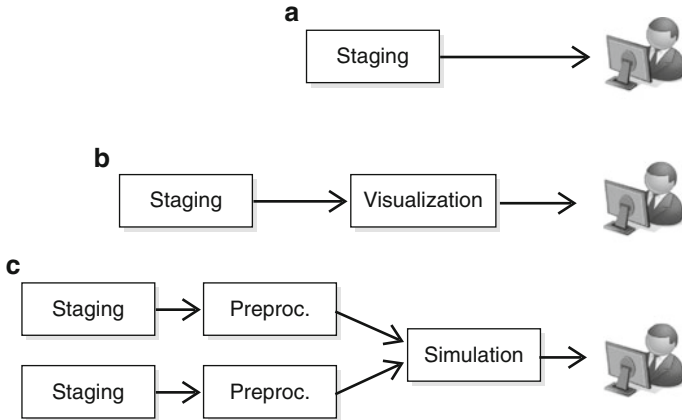 a
Staging
b
Staging
Visualization
c
Staging
Preproc.
Simulation
Staging
Preproc.